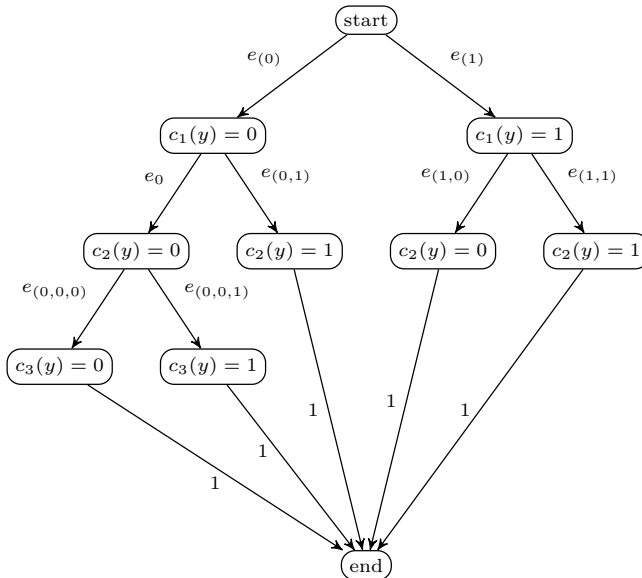 start
e_{(0)} e_{(1)}
c_1(y) = 0 c_1(y) = 1
e_0 e_{(0,1)} e_{(1,0)} e_{(1,1)}
c_2(y) = 0 c_2(y) = 1 c_2(y) = 0 c_2(y) = 1
e_{(0,0,0)} e_{(0,0,1)}
c_3(y) = 0 c_3(y) = 1
1 1
1
1
1
end